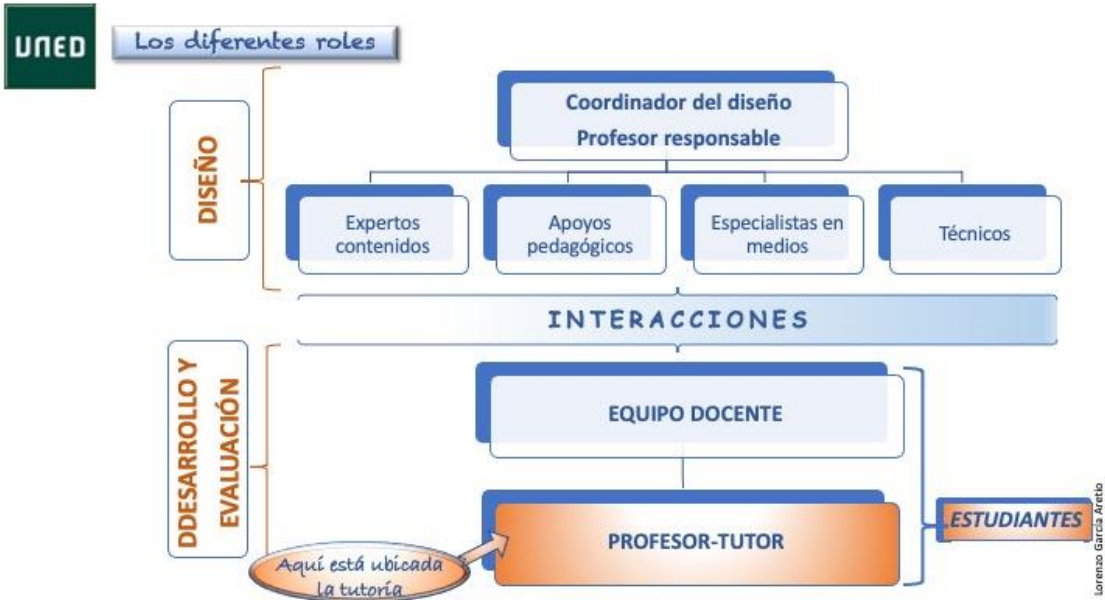 UNED
Los diferentes roles
DISEÑO
Coordinador del diseño
Profesor responsable
Expertos
contenidos
Apoyos
pedagógicos
Especialistas en
medios
Técnicos
INTERACCIONES
DDESARROLLO Y
EVALUACIÓN
EQUIPO DOCENTE
PROFESOR-TUTOR
ESTUDIANTES
Aquí está ubicada
la tutoría
Lorenzo García Aretio